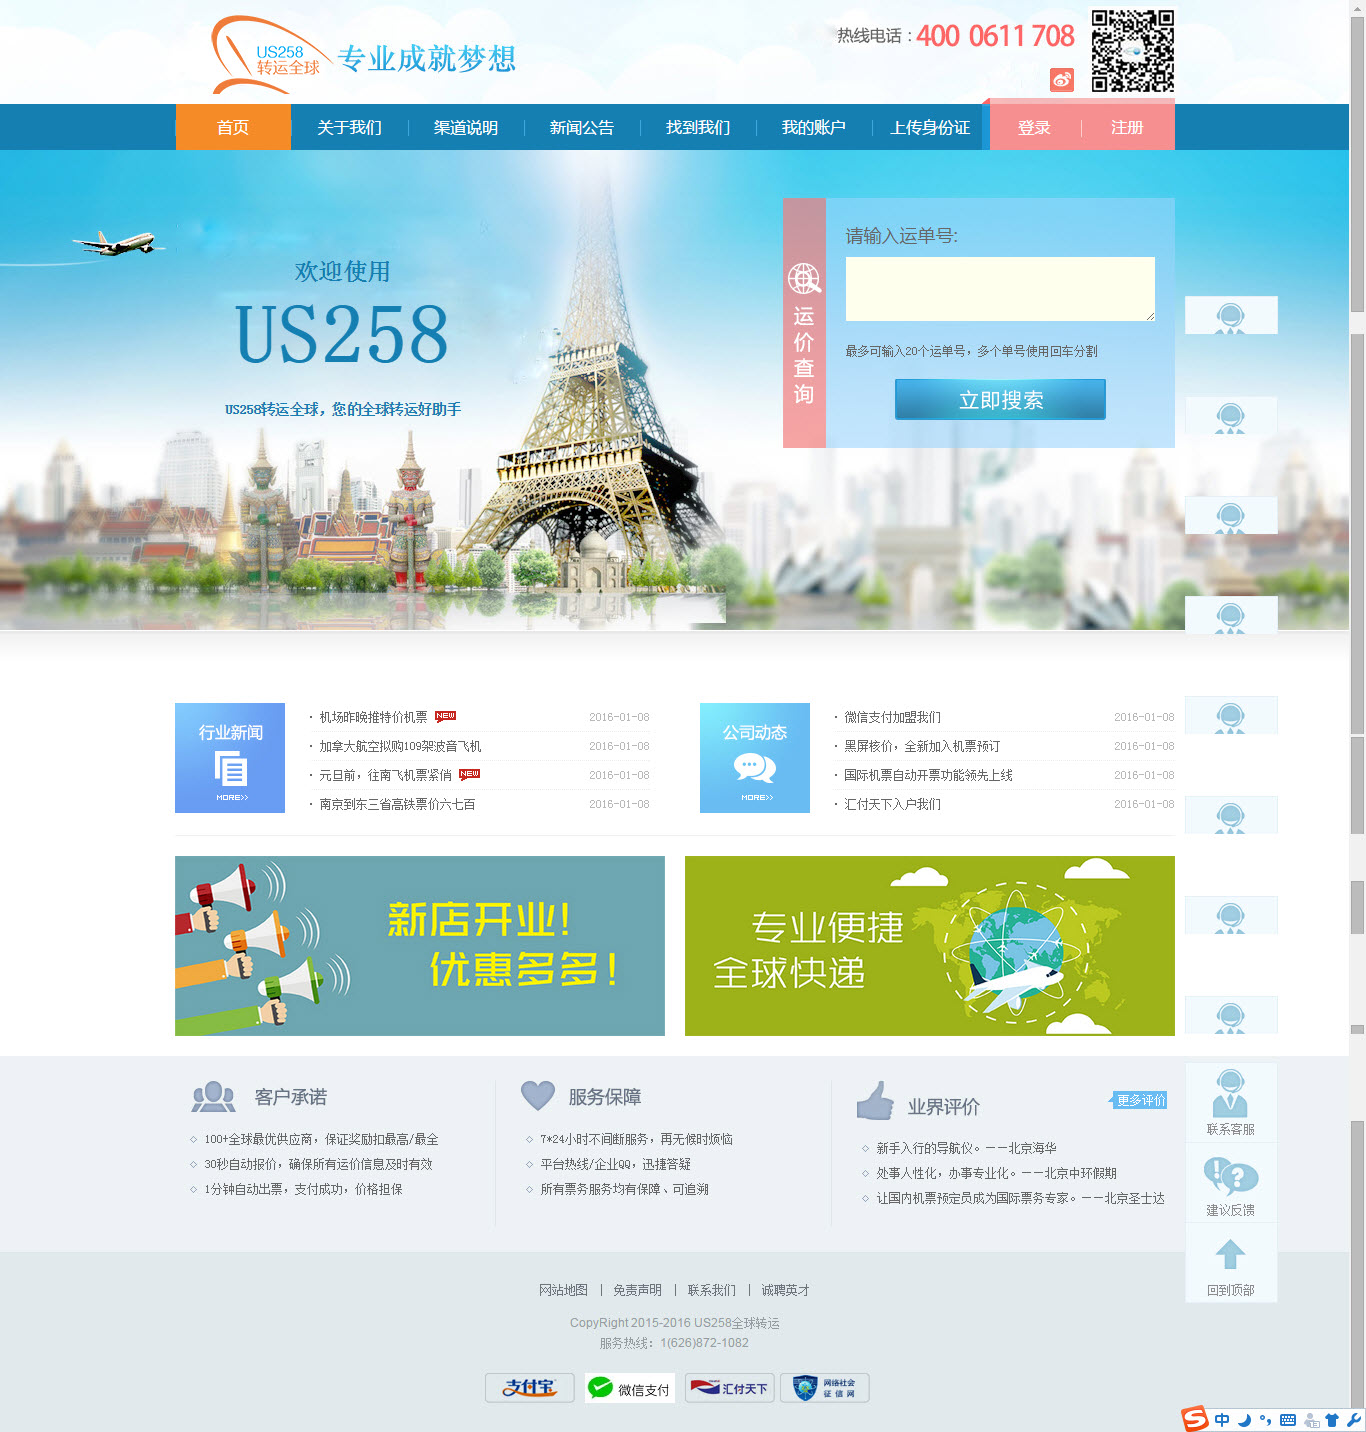 US258
转运全球
专业成就梦想
热线电话：400 0611 708
首页
关于我们
渠道说明
新闻公告
找到我们
我的账户
上传身份证
登录
注册
欢迎使用
US258
US258转运全球，您的全球转运好助手
运价查询
请输入运单号:
最多可输入20个运单号，多个单号使用回车分割
立即搜索
行业新闻
MORE>>
· 机场昨晚推特价机票 NEW 2016-01-08
· 加拿大航空拟购109架波音飞机 2016-01-08
· 元旦前，往南飞机票紧俏 NEW 2016-01-08
· 南京到东三省高铁票价六七百 2016-01-08
公司动态
MORE>>
· 微信支付加盟我们 2016-01-08
· 黑屏核价，全新加入机票预订 2016-01-08
· 国际机票自动开票功能领先上线 2016-01-08
· 汇付天下入户我们 2016-01-08
新店开业！
优惠多多！
专业便捷
全球快递
客户承诺
100+全球最优供应商，保证奖励扣最高/最全
30秒自动报价，确保所有运价信息及时有效
1分钟自动出票，支付成功，价格担保
服务保障
7*24小时不间断服务，再无候时烦恼
平台热线/企业QQ，迅捷答疑
所有票务服务均有保障、可追溯
业界评价
更多评价
新手入行的导航仪。——北京海华
处事人性化，办事专业化。——北京中环假期
让国内机票预定员成为国际票务专家。——北京圣士达
联系客服
建议反馈
回到顶部
网站地图 | 免责声明 | 联系我们 | 诚聘英才
CopyRight 2015-2016 US258全球转运
服务热线：1(626)872-1082
支付宝
微信支付
汇付天下
网络社会
征信网
中